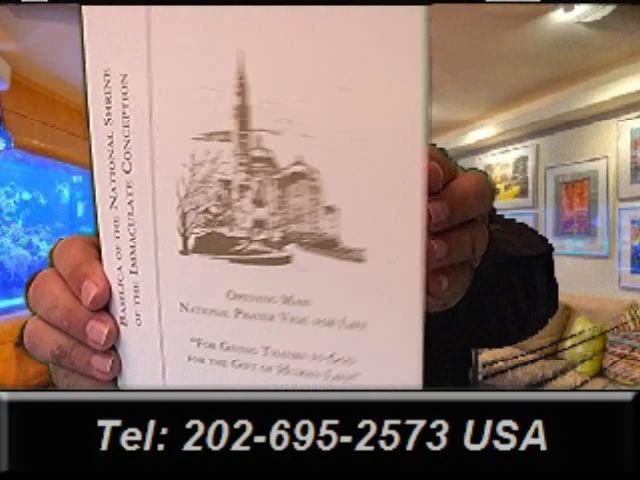 BASILICA OF THE NATIONAL SHRINE
OF THE IMMACULATE CONCEPTION
OPENING MASS
NATIONAL PRAYER VIGIL FOR LIFE
"FOR GIVING THANKS TO GOD
FOR THE GIFT OF HUMAN LIFE"
Tel: 202-695-2573 USA